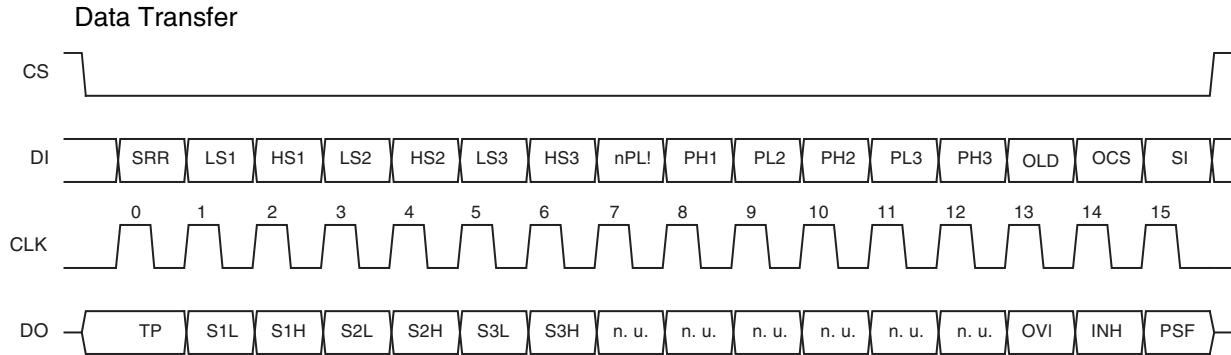 Data Transfer
CS
DI SRR LS1 HS1 LS2 HS2 LS3 HS3 nPL! PH1 PL2 PH2 PL3 PH3 OLD OCS SI
0 1 2 3 4 5 6 7 8 9 10 11 12 13 14 15
CLK
DO TP S1L S1H S2L S2H S3L S3H n. u. n. u. n. u. n. u. n. u. n. u. OVI INH PSF